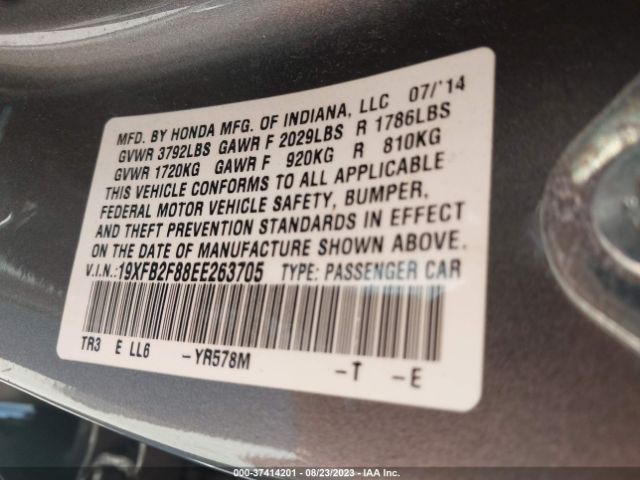 MFD. BY HONDA MFG. OF INDIANA, LLC 07/'14
GVWR 3792LBS GAWR F 2029LBS R 1786LBS
GVWR 1720KG GAWR F 920KG R 810KG
THIS VEHICLE CONFORMS TO ALL APPLICABLE
FEDERAL MOTOR VEHICLE SAFETY, BUMPER,
AND THEFT PREVENTION STANDARDS IN EFFECT
ON THE DATE OF MANUFACTURE SHOWN ABOVE.
V.I.N.:19XFB2F88EE263705 TYPE: PASSENGER CAR
TR3 E LL6 -YR578M -T -E
000-37414201 - 08/23/2023 - IAA Inc.